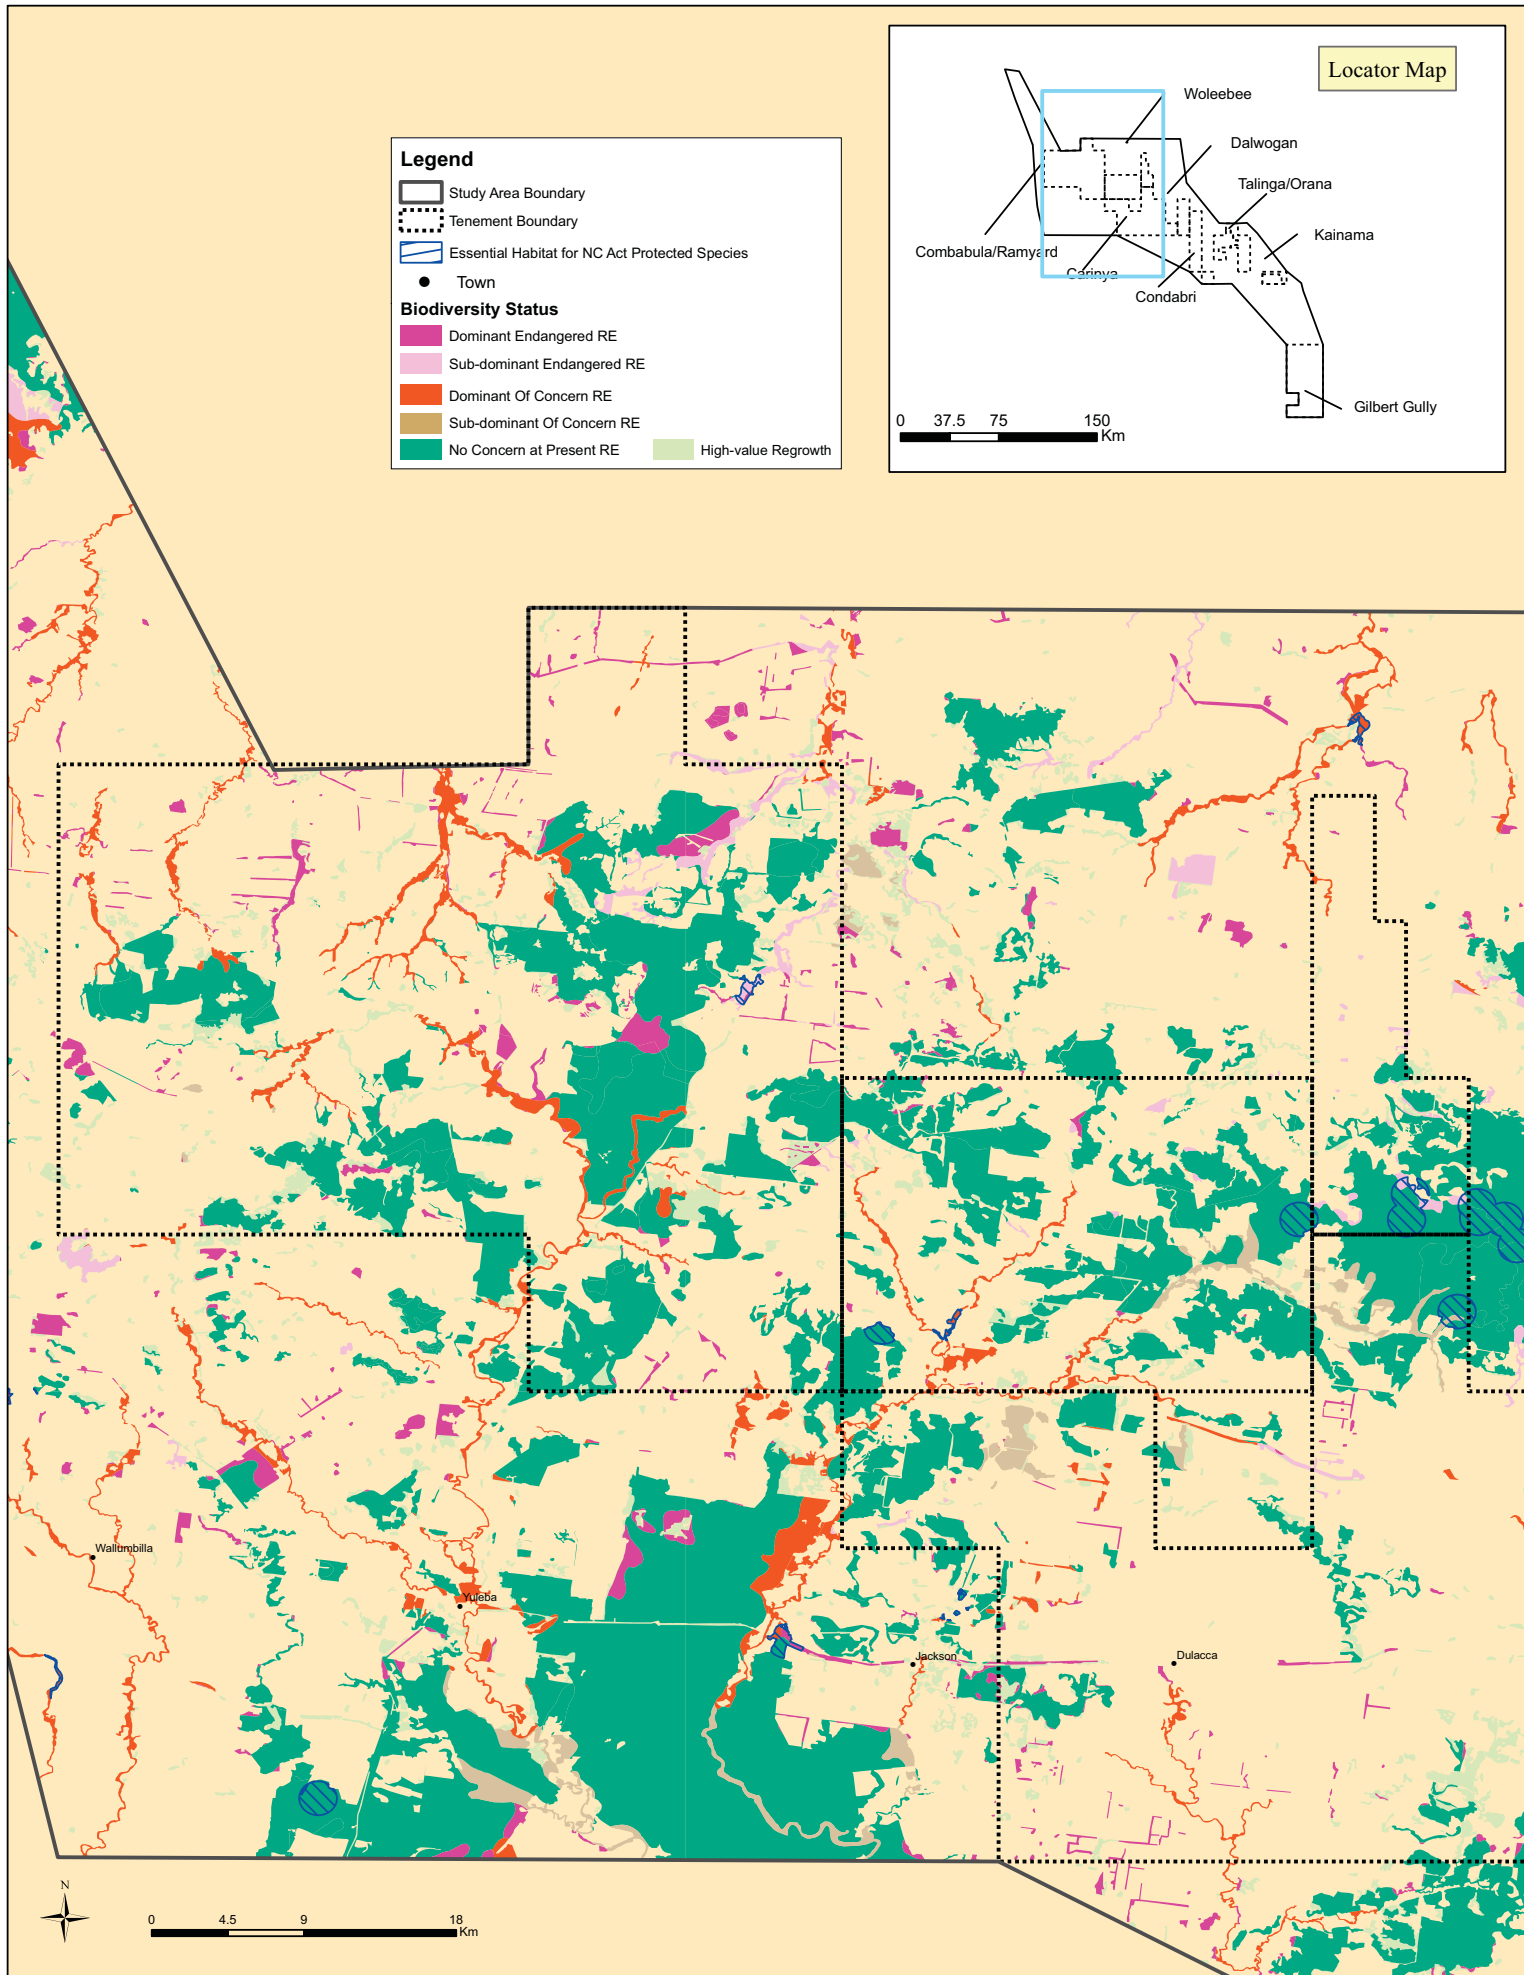 Locator Map
Woleebee
Dalwogan
Talinga/Orana
Kainama
Combabula/Ramyard
Carinya
Condabri
Gilbert Gully
0 37.5 75 150
Km
Legend
Study Area Boundary
Tenement Boundary
Essential Habitat for NC Act Protected Species
Town
Biodiversity Status
Dominant Endangered RE
Sub-dominant Endangered RE
Dominant Of Concern RE
Sub-dominant Of Concern RE
No Concern at Present RE High-value Regrowth
Wallumbilla
Yuleba
Jackson
Dulacca
N
0 4.5 9 18
Km